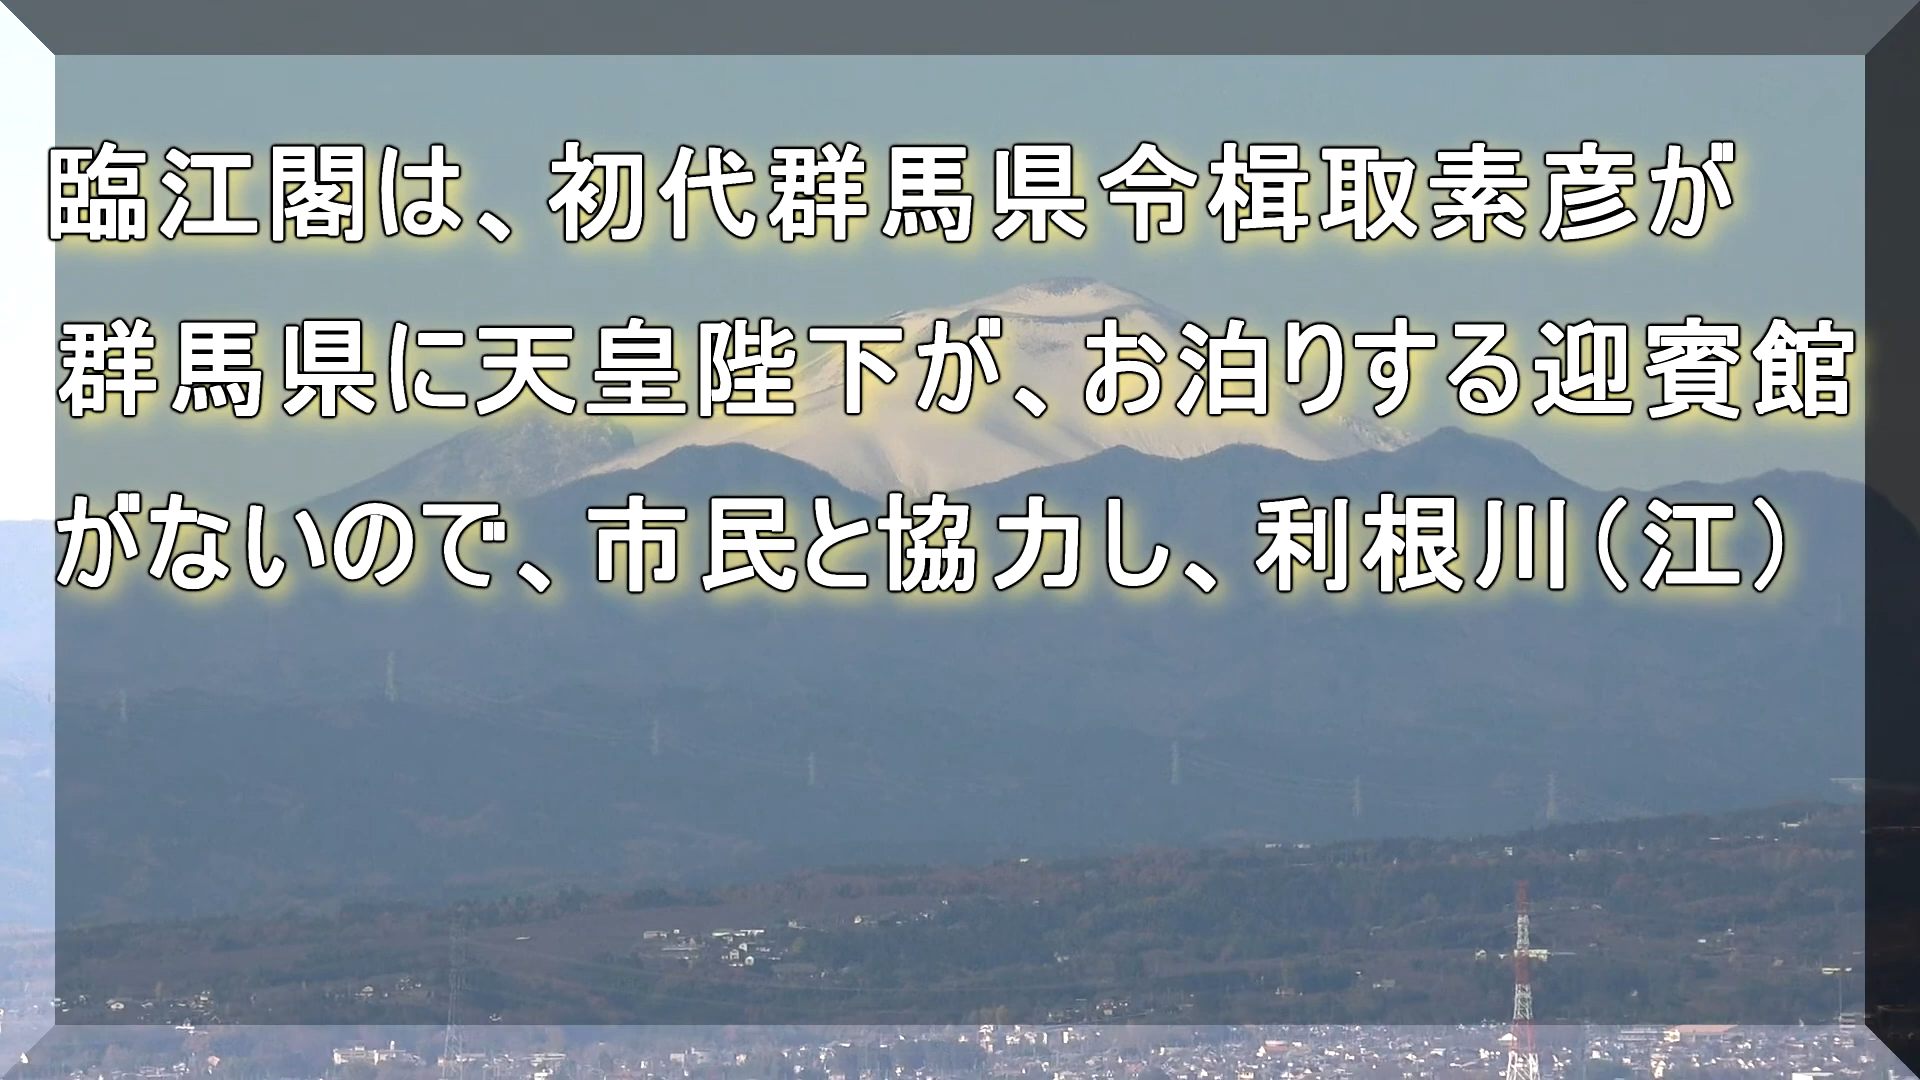 臨江閣は、初代群馬県令楫取素彦が
群馬県に天皇陛下が、お泊りする迎賓館
がないので、市民と協力し、利根川（江）